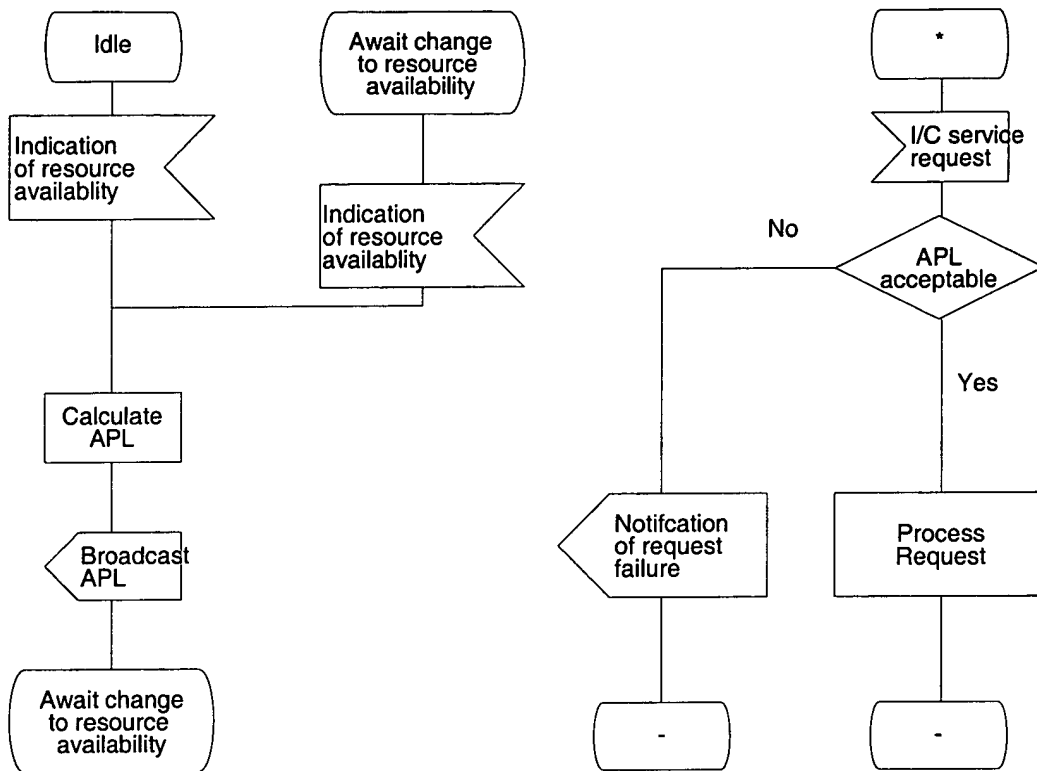 Idle
Await change
to resource
availability
*
Indication
of resource
availablity
I/C service
request
Indication
of resource
availablity
No
APL
acceptable
Yes
Calculate
APL
Broadcast
APL
Notifcation
of request
failure
Process
Request
Await change
to resource
availability
-
-